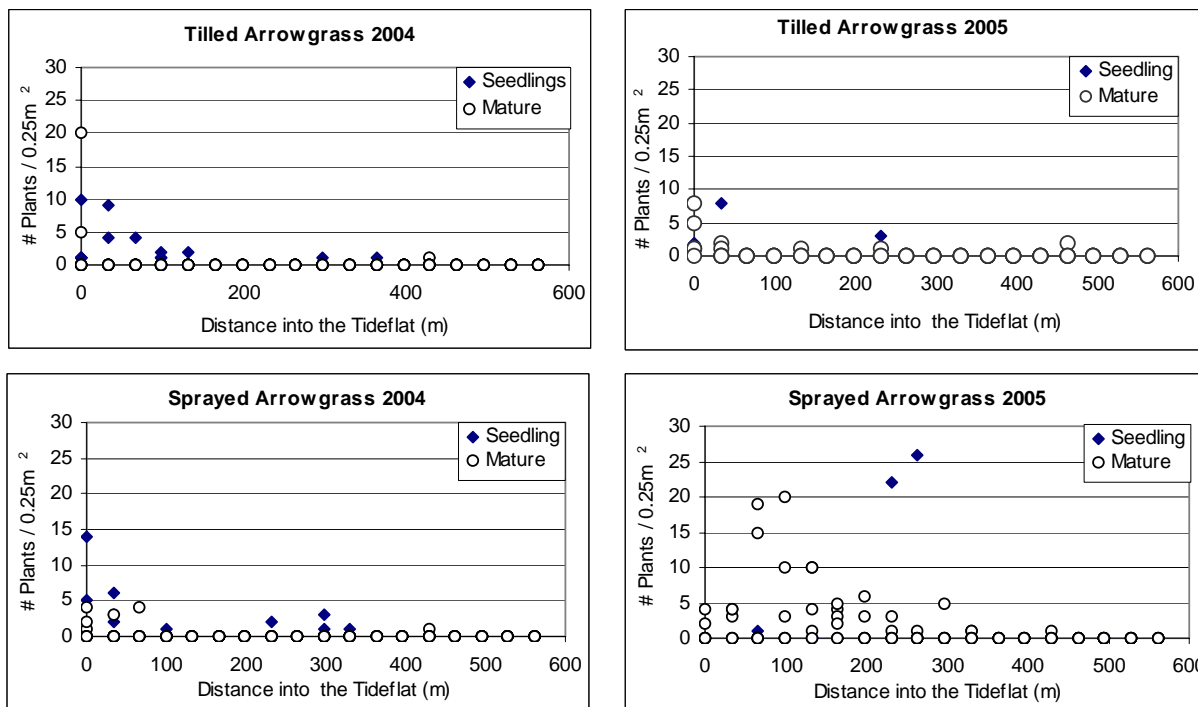 Tilled Arrowgrass 2004
# Plants / 0.25m ²
30
25
20
15
10
5
0
Seedlings
Mature
0 200 400 600
Distance into the Tideflat (m)
Tilled Arrowgrass 2005
# Plants / 0.25m ²
30
25
20
15
10
5
0
Seedling
Mature
0 100 200 300 400 500 600
Distance into the Tideflat (m)
Sprayed Arrowgrass 2004
# Plants / 0.25m ²
30
25
20
15
10
5
0
Seedling
Mature
0 100 200 300 400 500 600
Distance into the Tideflat (m)
Sprayed Arrowgrass 2005
# Plants / 0.25m ²
30
25
20
15
10
5
0
Seedling
Mature
0 100 200 300 400 500 600
Distance into the Tideflat (m)